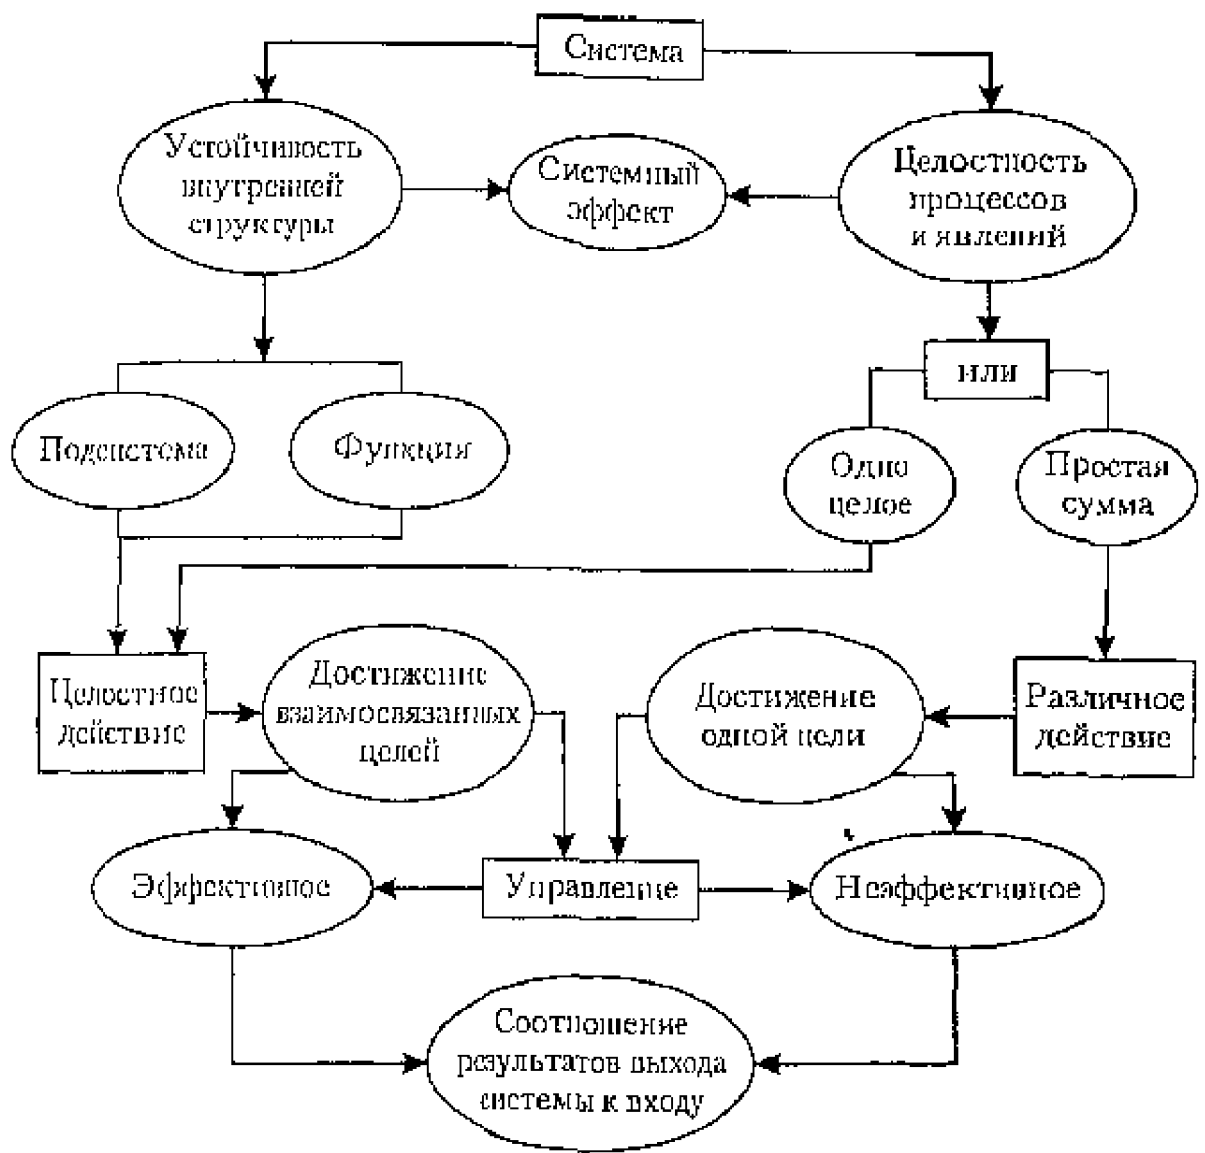 Система
Устойчивость
внутренней
структуры
Системный
эффект
Целостность
процессов
и явлений
или
Подсистема
Функция
Одно
целое
Простая
сумма
Целостное
действие
Достижение
взаимосвязанных
целей
Достижение
одной цели
Различное
действие
Эффективное
Управление
Неэффективное
Соотношение
результатов выхода
системы к входу